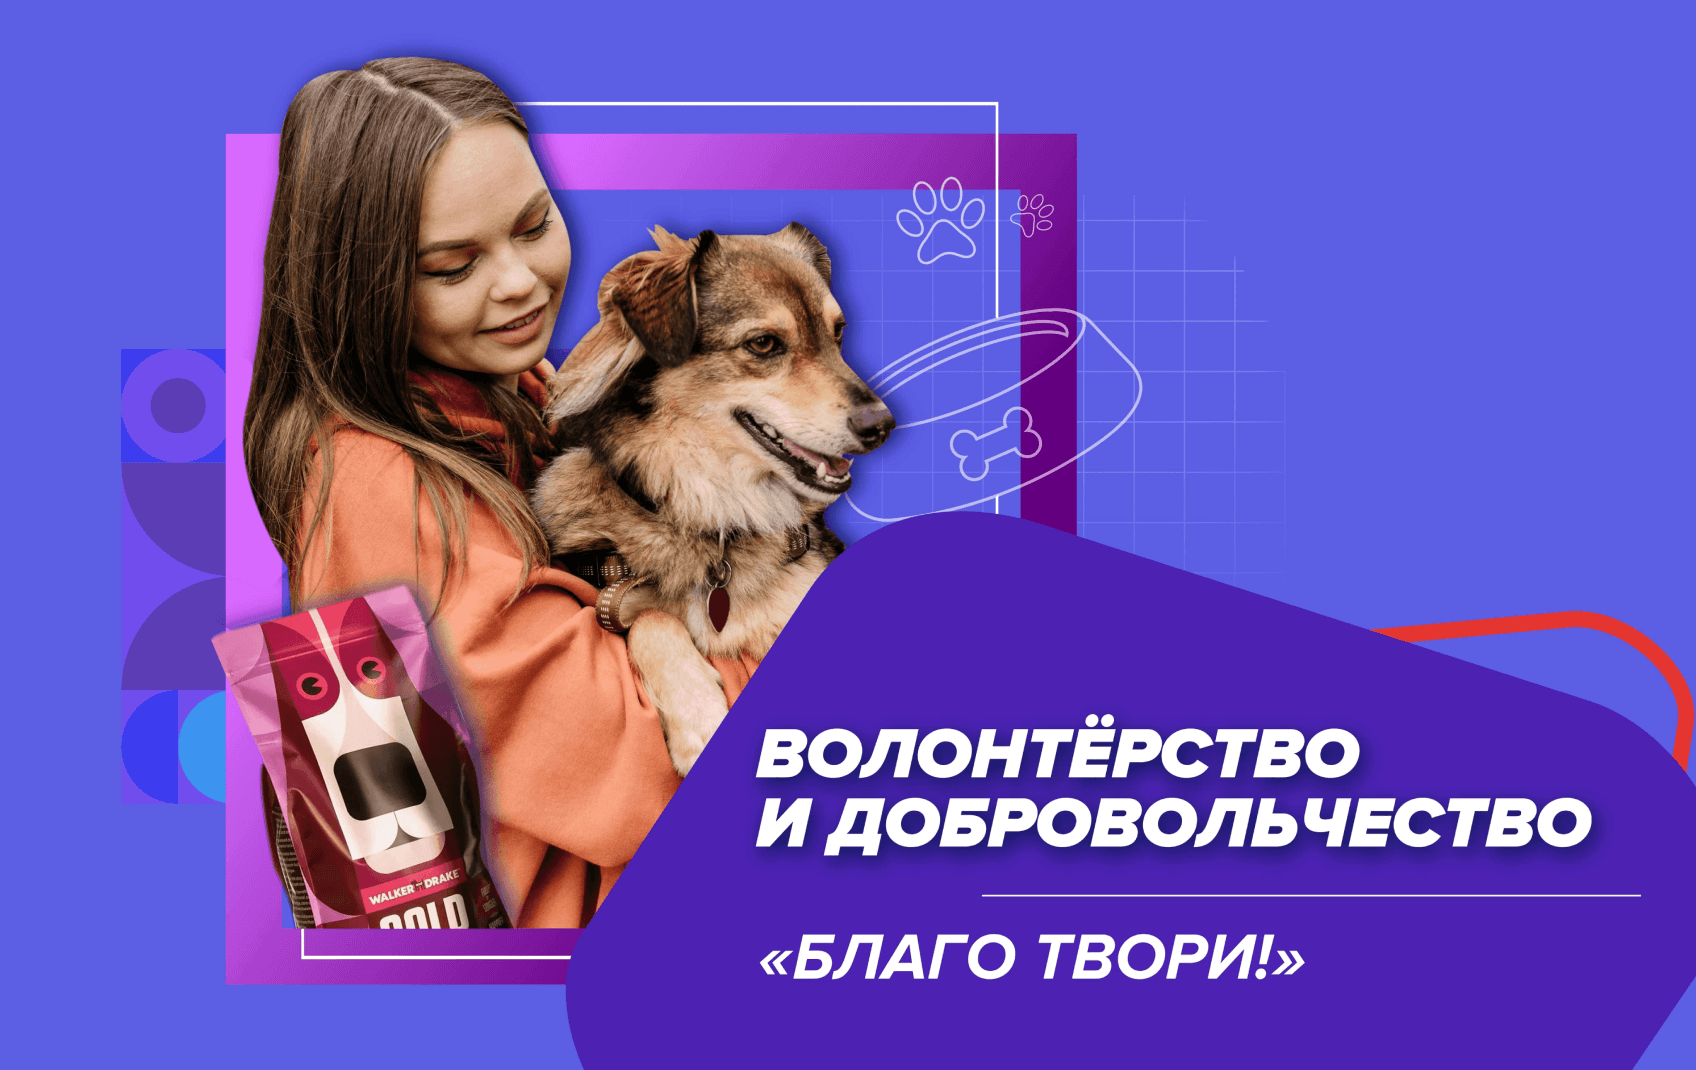 ВОЛОНТЁРСТВО
И ДОБРОВОЛЬЧЕСТВО
«БЛАГО ТВОРИ!»
WALKER DRAKE
GOLD